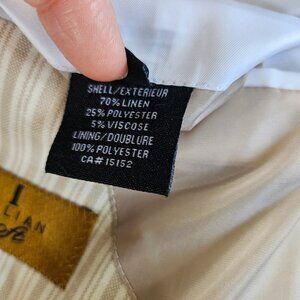 SHELL/EXTERIEUR
70% LINEN
25% POLYESTER
5% VISCOSE
LINING/DOUBLURE
100% POLYESTER
CA# 15152
I
LIAN